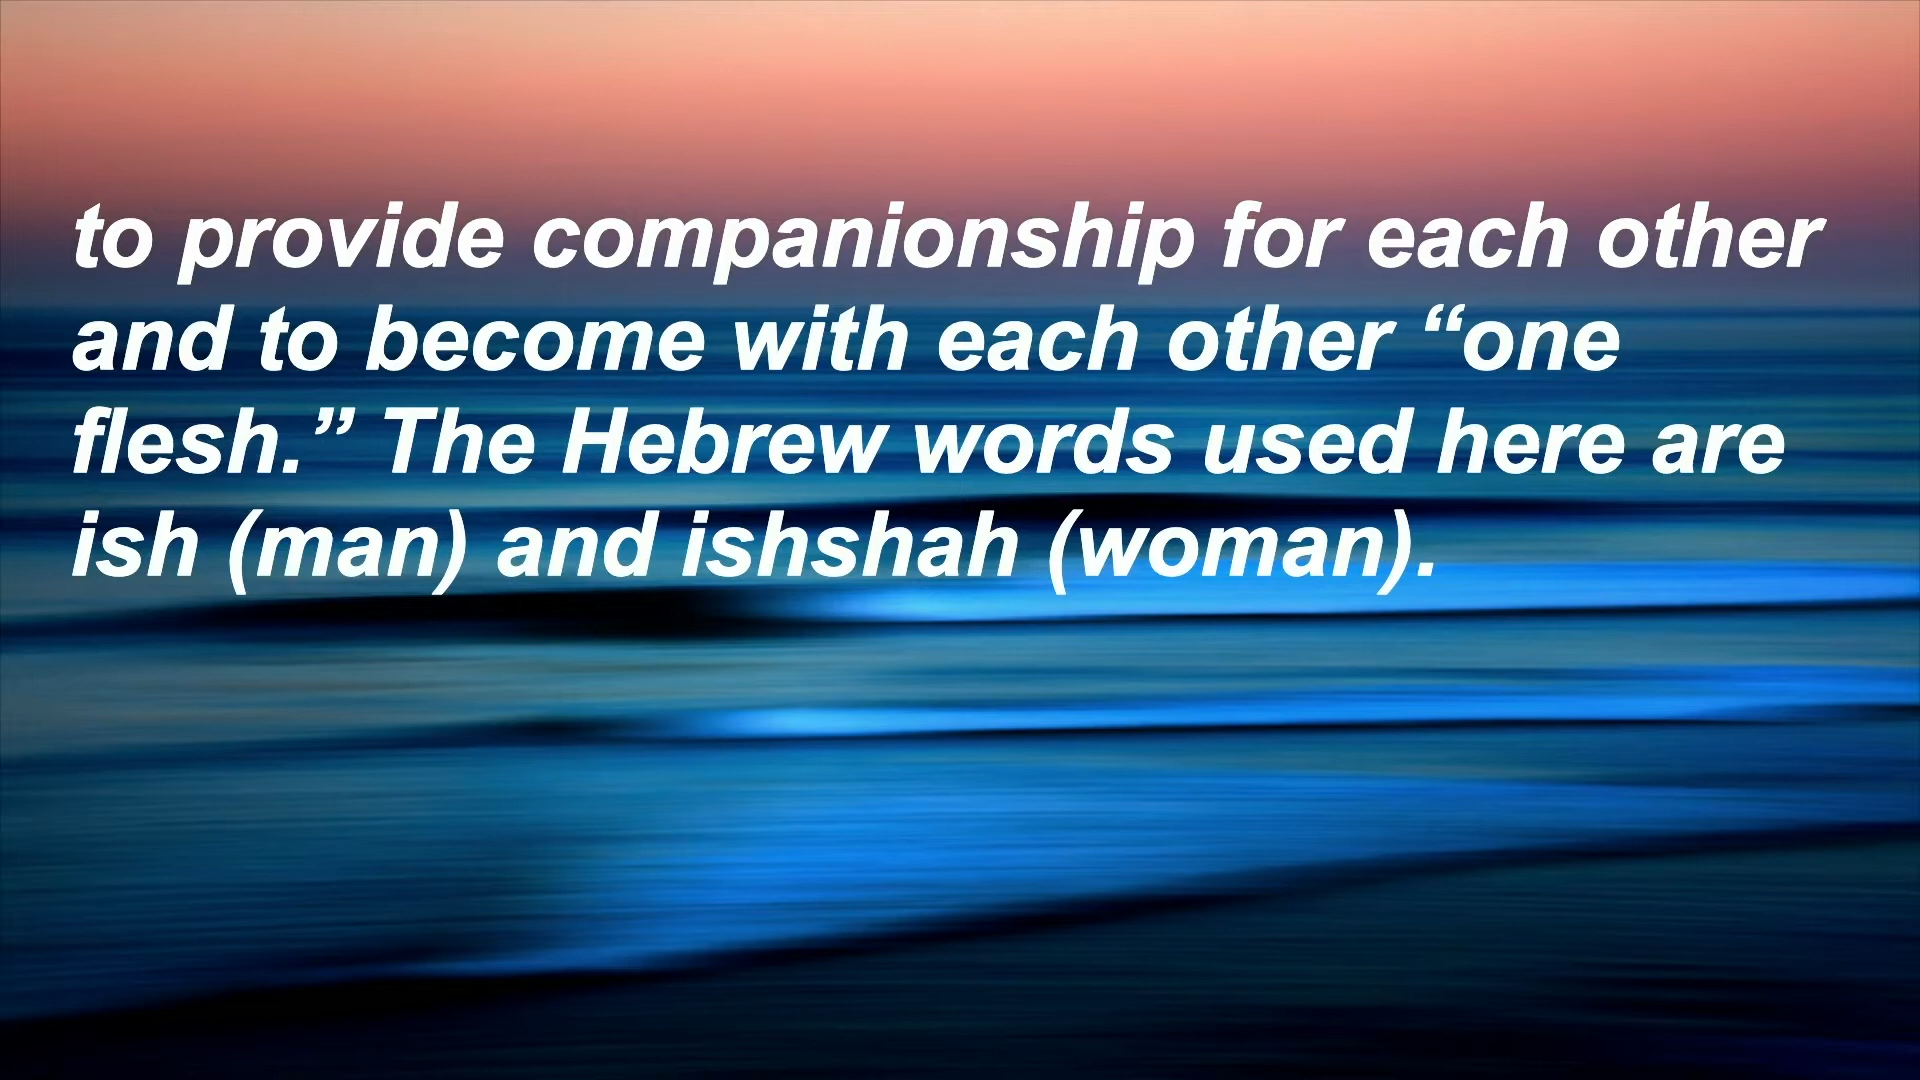 to provide companionship for each other
and to become with each other “one
flesh.” The Hebrew words used here are
ish (man) and ishshah (woman).